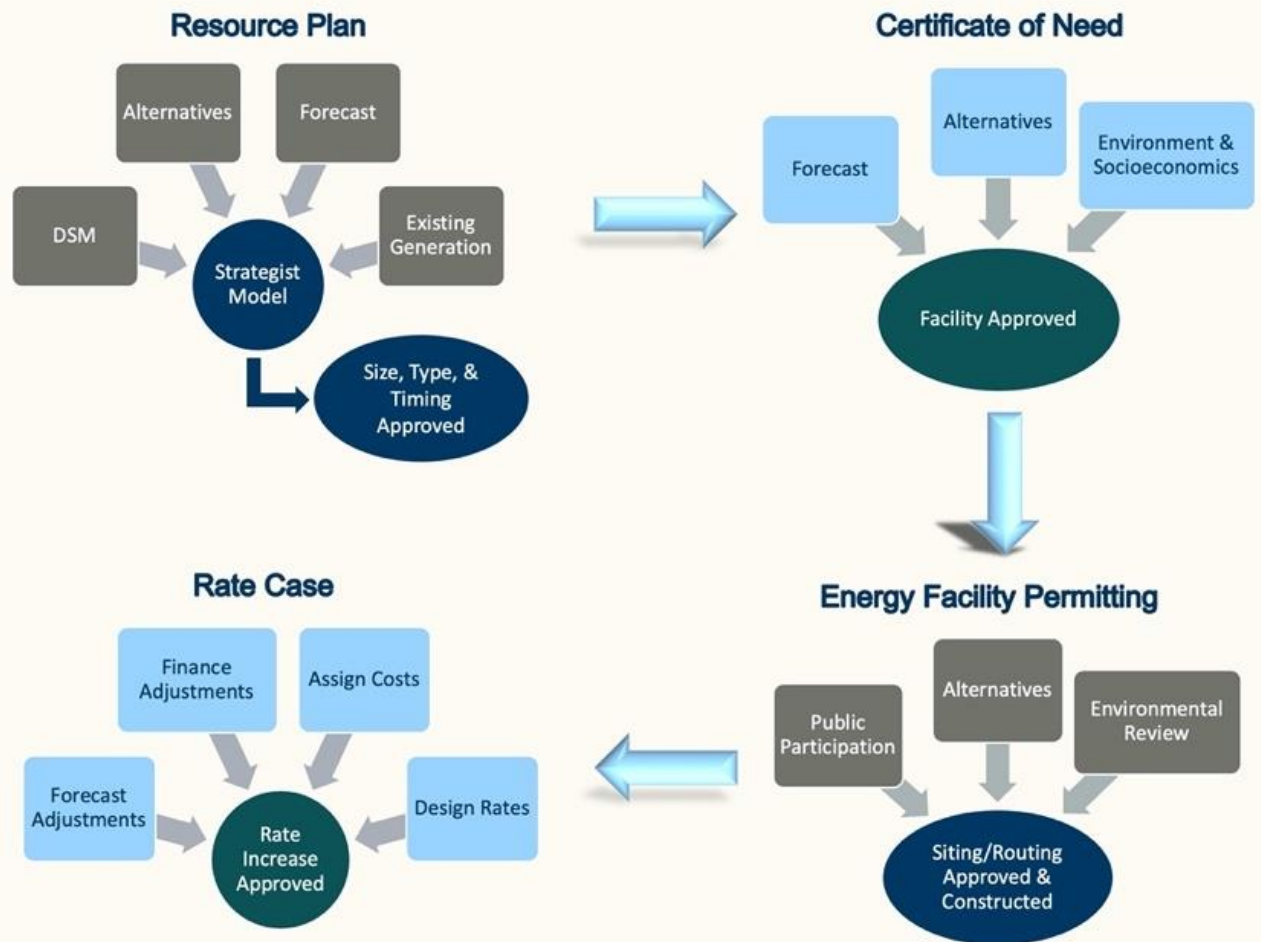 Resource Plan
Alternatives
Forecast
DSM
Existing
Generation
Strategist
Model
Size, Type, &
Timing
Approved
Certificate of Need
Forecast
Alternatives
Environment &
Socioeconomics
Facility Approved
Energy Facility Permitting
Public
Participation
Alternatives
Environmental
Review
Siting/Routing
Approved &
Constructed
Rate Case
Forecast
Adjustments
Finance
Adjustments
Assign Costs
Design Rates
Rate
Increase
Approved